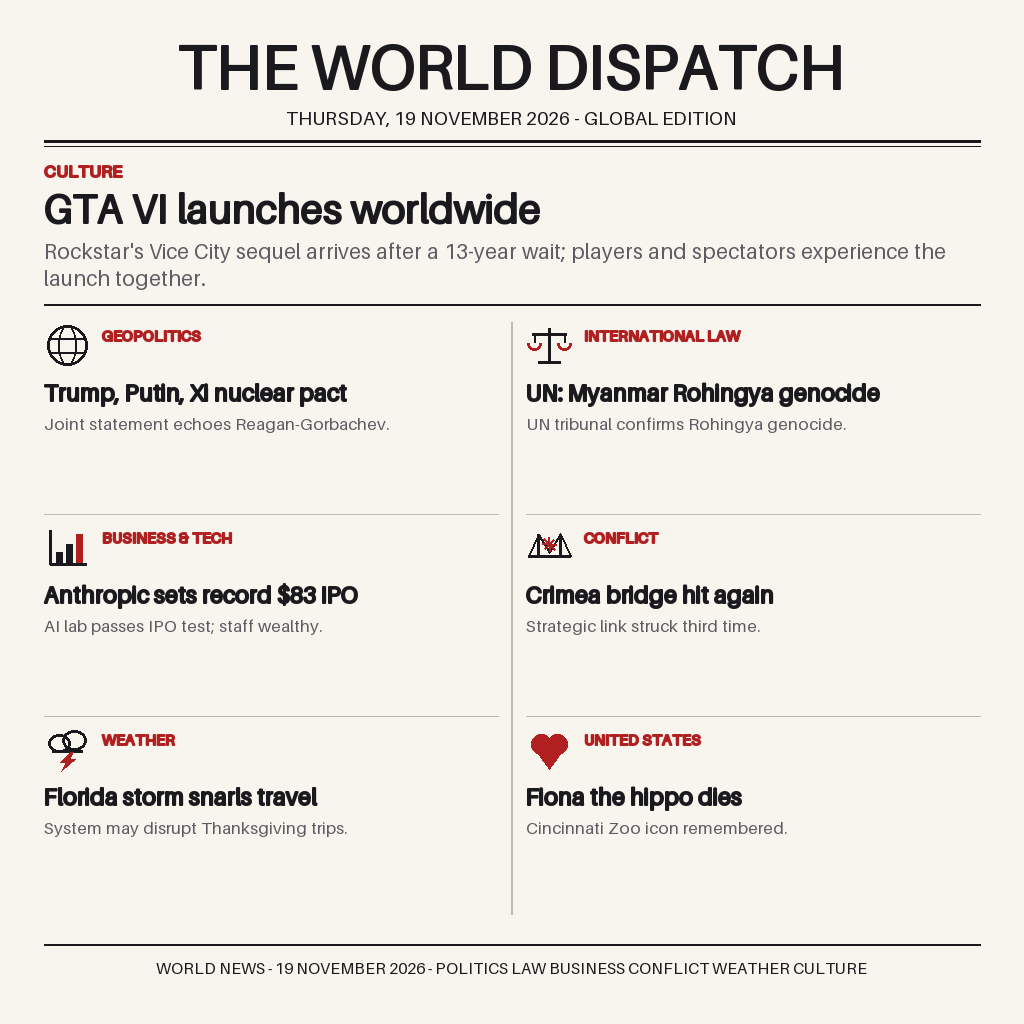 THE WORLD DISPATCH
THURSDAY, 19 NOVEMBER 2026 - GLOBAL EDITION
CULTURE
GTA VI launches worldwide
Rockstar's Vice City sequel arrives after a 13-year wait; players and spectators experience the
launch together.
GEOPOLITICS
Trump, Putin, Xi nuclear pact
Joint statement echoes Reagan-Gorbachev.
INTERNATIONAL LAW
UN: Myanmar Rohingya genocide
UN tribunal confirms Rohingya genocide.
BUSINESS & TECH
Anthropic sets record $83 IPO
AI lab passes IPO test; staff wealthy.
CONFLICT
Crimea bridge hit again
Strategic link struck third time.
WEATHER
Florida storm snarls travel
System may disrupt Thanksgiving trips.
UNITED STATES
Fiona the hippo dies
Cincinnati Zoo icon remembered.
WORLD NEWS - 19 NOVEMBER 2026 - POLITICS LAW BUSINESS CONFLICT WEATHER CULTURE